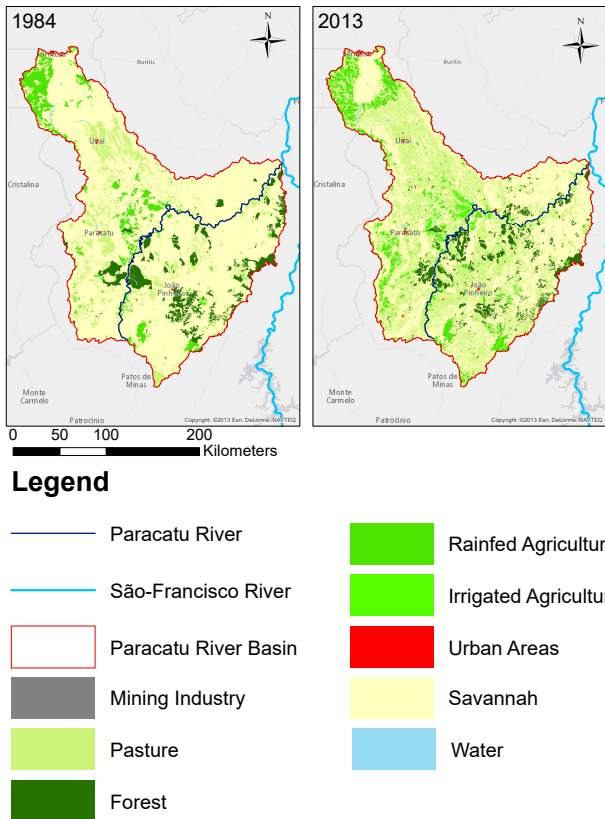 1984
N
Buritis
Unaí
Cristalina
Paracatu
João
Pinheiro
Patos de
Minas
Monte
Carmelo
Patrocínio
Copyright:©2013 Esri, DeLorme, NAVTEQ
2013
N
Buritis
Unaí
Cristalina
Paracatu
João
Pinheiro
Patos de
Minas
Monte
Carmelo
Patrocínio
Copyright:©2013 Esri, DeLorme, NAVTEQ
0 50 100 200
Kilometers
Legend
Paracatu River
São-Francisco River
Paracatu River Basin
Mining Industry
Pasture
Forest
Rainfed Agricultur
Irrigated Agricultur
Urban Areas
Savannah
Water